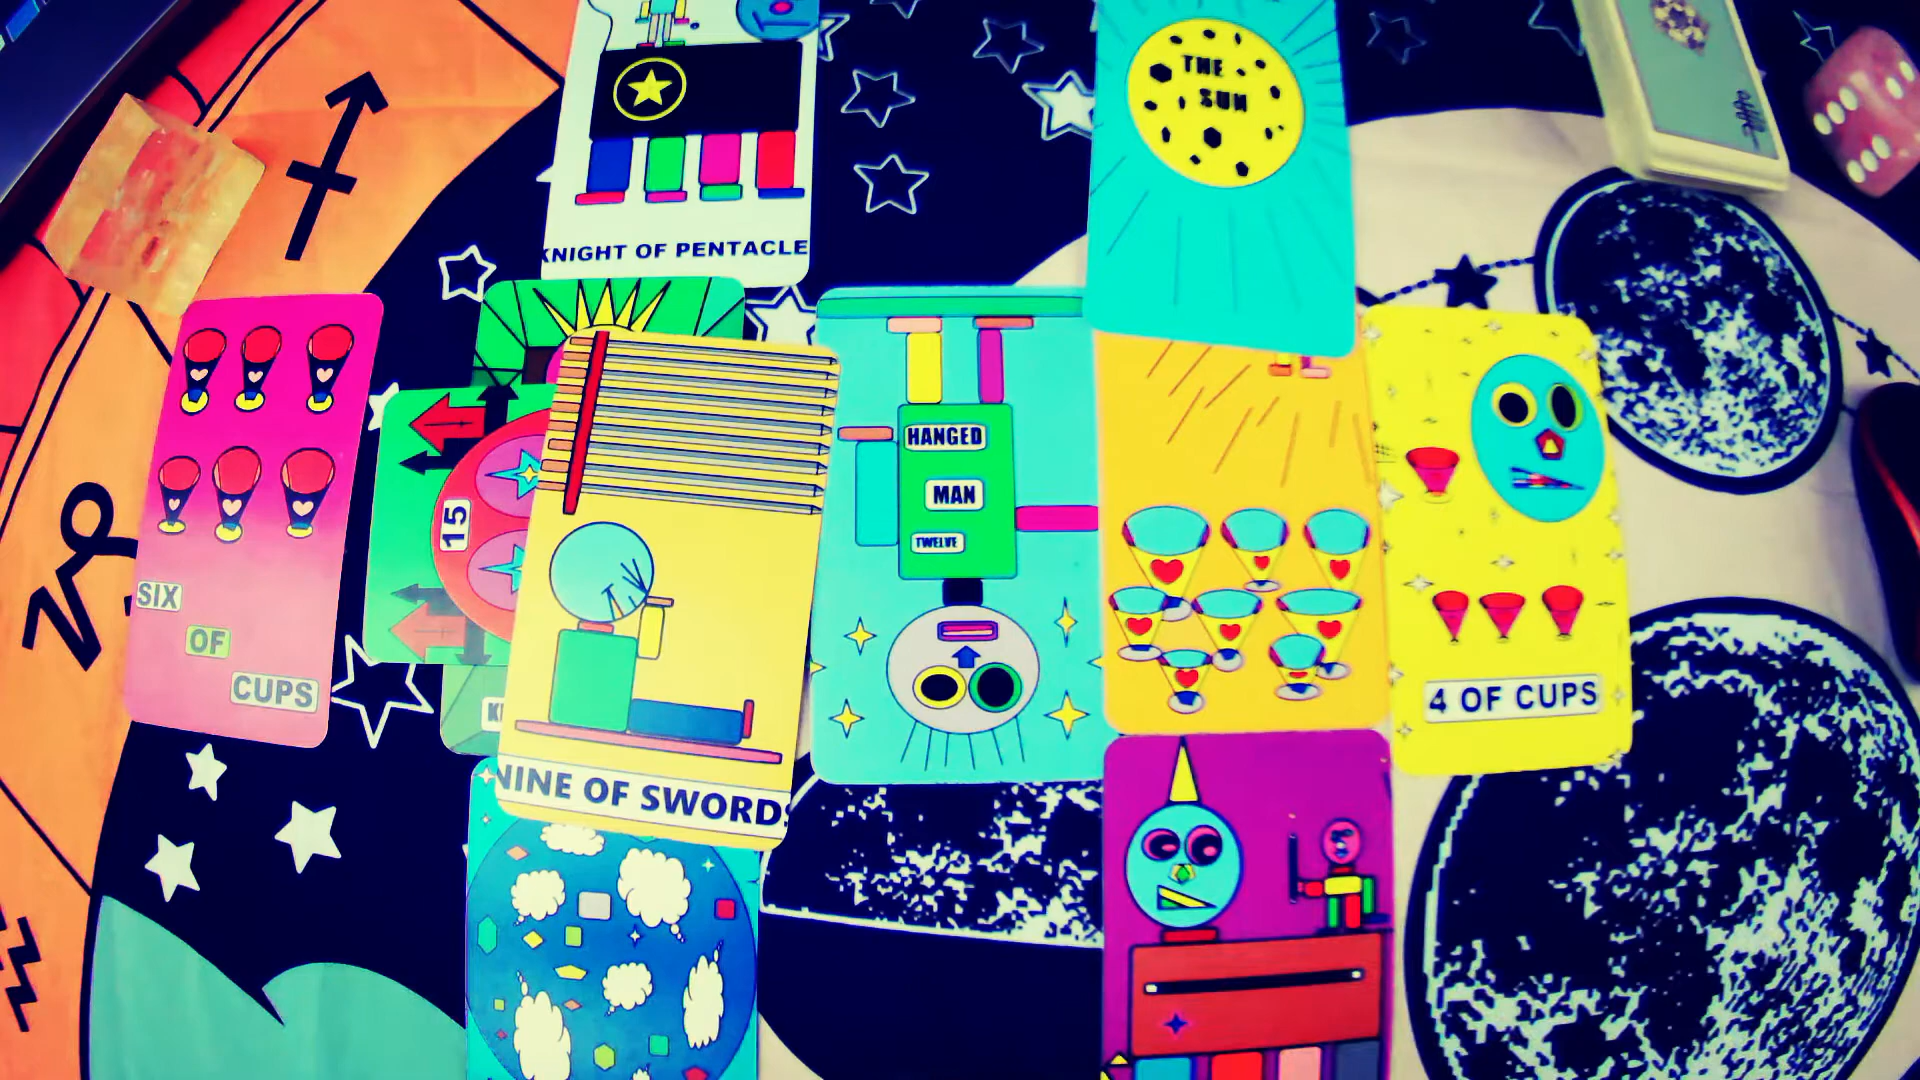 THE
SUN
KNIGHT OF PENTACLE
SIX
OF
CUPS
15
NINE OF SWORDS
HANGED
MAN
TWELVE
4 OF CUPS